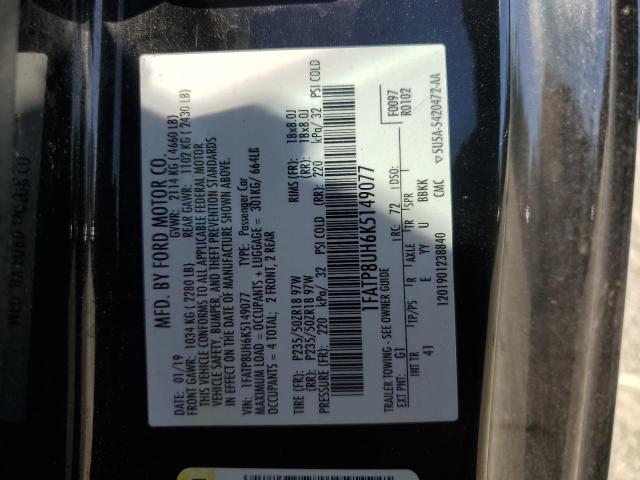 MFD. BY FORD MOTOR CO.
DATE: 01/19 GVWR: 2114 KG ( 4660 LB)
FRONT GAWR: 1034 KG ( 2280 LB) REAR GAWR: 1102 KG ( 2430 LB)
THIS VEHICLE CONFORMS TO ALL APPLICABLE FEDERAL MOTOR
VEHICLE SAFETY, BUMPER, AND THEFT PREVENTION STANDARDS
IN EFFECT ON THE DATE OF MANUFACTURE SHOWN ABOVE.
VIN: 1FATP8UH6K5149077 TYPE: Passenger Car
MAXIMUM LOAD = OCCUPANTS + LUGGAGE = 301KG/ 664LB
OCCUPANTS = 4 TOTAL; 2 FRONT, 2 REAR
TIRE (FR): P235/50ZR18 97W RIMS (FR): 18x8.0J
(RR): P235/50ZR18 97W (RR): 18x8.0J
PRESSURE (FR): 220 kPa/ 32 PSI COLD (RR): 220 kPa/ 32 PSI COLD
1FATP8UH6K5149077
TRAILER TOWING - SEE OWNER GUIDE F0097
EXT PNT: G1 RC: 72 DSO: R0102
INT TR TP/PS R AXLE TR SPR
41 E YY U BBKK
1201901238840 CMC 5U5A-5420472-AA